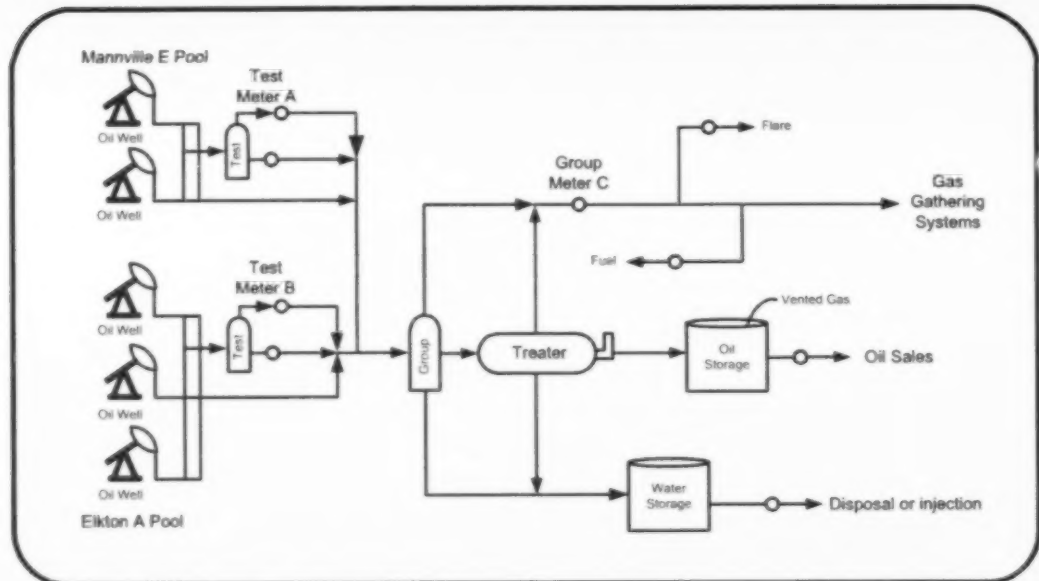 Mannville E Pool
Oil Well
Oil Well
Test
Test
Meter A
Oil Well
Oil Well
Oil Well
Elkton A Pool
Test
Test
Meter B
Group
Treater
Group
Meter C
Flare
Fuel
Gas
Gathering
Systems
Vented Gas
Oil
Storage
Oil Sales
Water
Storage
Disposal or injection